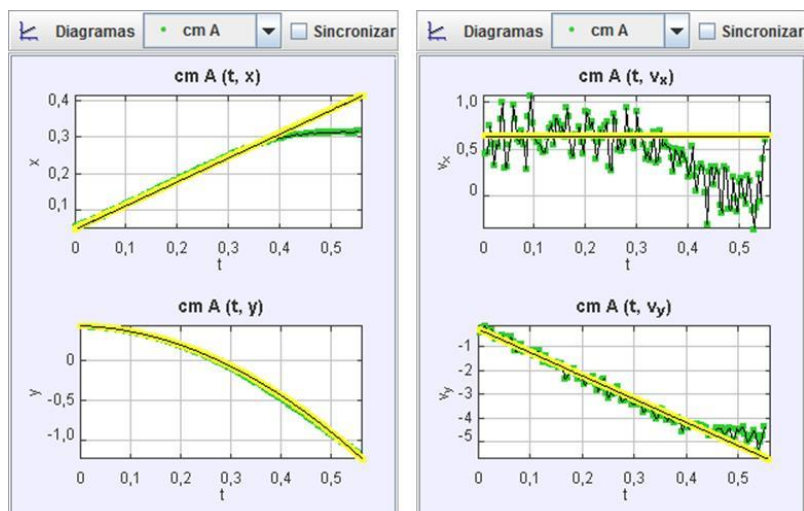 Diagramas cm A Sincronizar
cm A (t, x)
0,4
0,3
x
0,2
0,1
0 0,1 0,2 0,3 0,4 0,5
t
cm A (t, y)
0
y
-0,5
-1,0
0 0,1 0,2 0,3 0,4 0,5
t
Diagramas cm A Sincronizar
cm A (t, vx)
1,0
0,5
vx
0
0 0,1 0,2 0,3 0,4 0,5
t
cm A (t, vy)
-1
-2
-3
vy
-4
-5
0 0,1 0,2 0,3 0,4 0,5
t